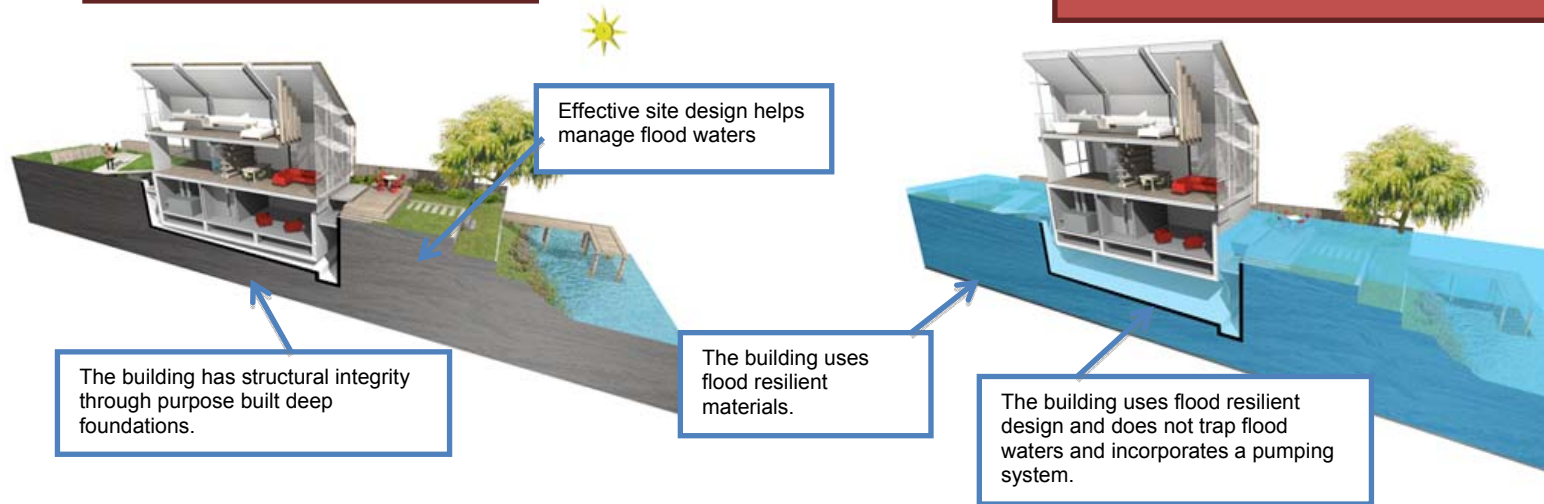 Effective site design helps
manage flood waters
The building has structural integrity
through purpose built deep
foundations.
The building uses
flood resilient
materials.
The building uses flood resilient
design and does not trap flood
waters and incorporates a pumping
system.